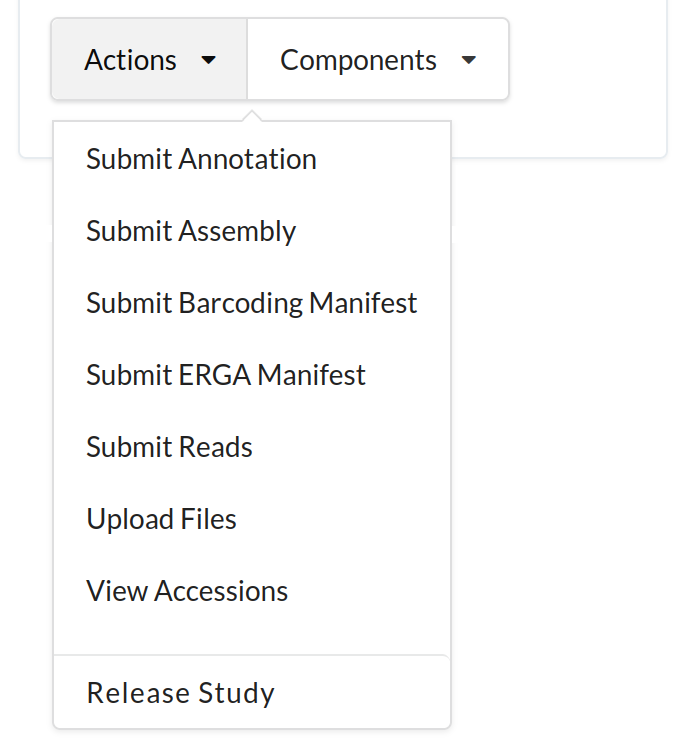 Actions Components
Submit Annotation
Submit Assembly
Submit Barcoding Manifest
Submit ERGA Manifest
Submit Reads
Upload Files
View Accessions
Release Study